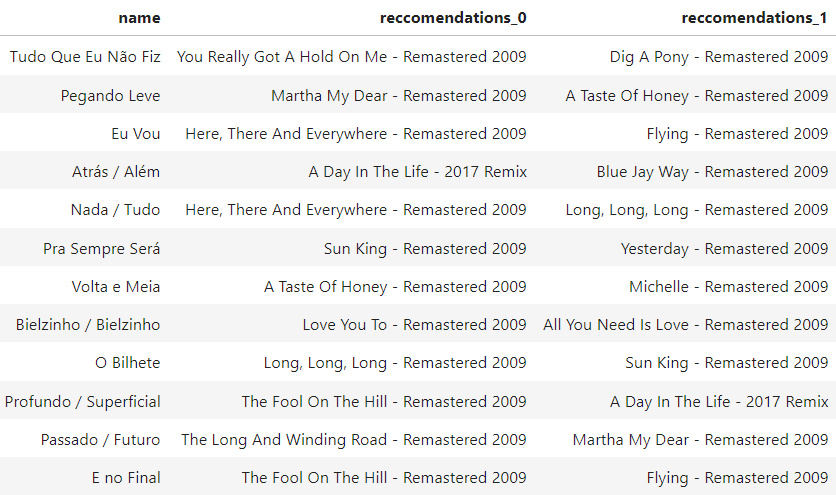 name reccomendations_0 reccomendations_1
Tudo Que Eu Não Fiz You Really Got A Hold On Me - Remastered 2009 Dig A Pony - Remastered 2009
Pegando Leve Martha My Dear - Remastered 2009 A Taste Of Honey - Remastered 2009
Eu Vou Here, There And Everywhere - Remastered 2009 Flying - Remastered 2009
Atrás / Além A Day In The Life - 2017 Remix Blue Jay Way - Remastered 2009
Nada / Tudo Here, There And Everywhere - Remastered 2009 Long, Long, Long - Remastered 2009
Pra Sempre Será Sun King - Remastered 2009 Yesterday - Remastered 2009
Volta e Meia A Taste Of Honey - Remastered 2009 Michelle - Remastered 2009
Bielzinho / Bielzinho Love You To - Remastered 2009 All You Need Is Love - Remastered 2009
O Bilhete Long, Long, Long - Remastered 2009 Sun King - Remastered 2009
Profundo / Superficial The Fool On The Hill - Remastered 2009 A Day In The Life - 2017 Remix
Passado / Futuro The Long And Winding Road - Remastered 2009 Martha My Dear - Remastered 2009
E no Final The Fool On The Hill - Remastered 2009 Flying - Remastered 2009